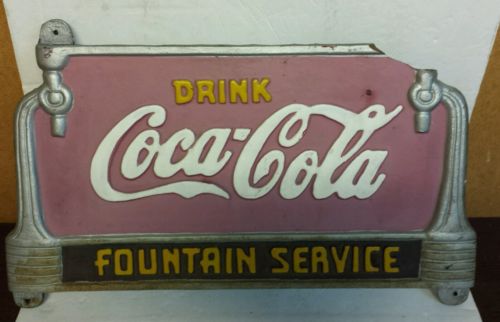 DRINK
Coca-Cola
FOUNTAIN SERVICE